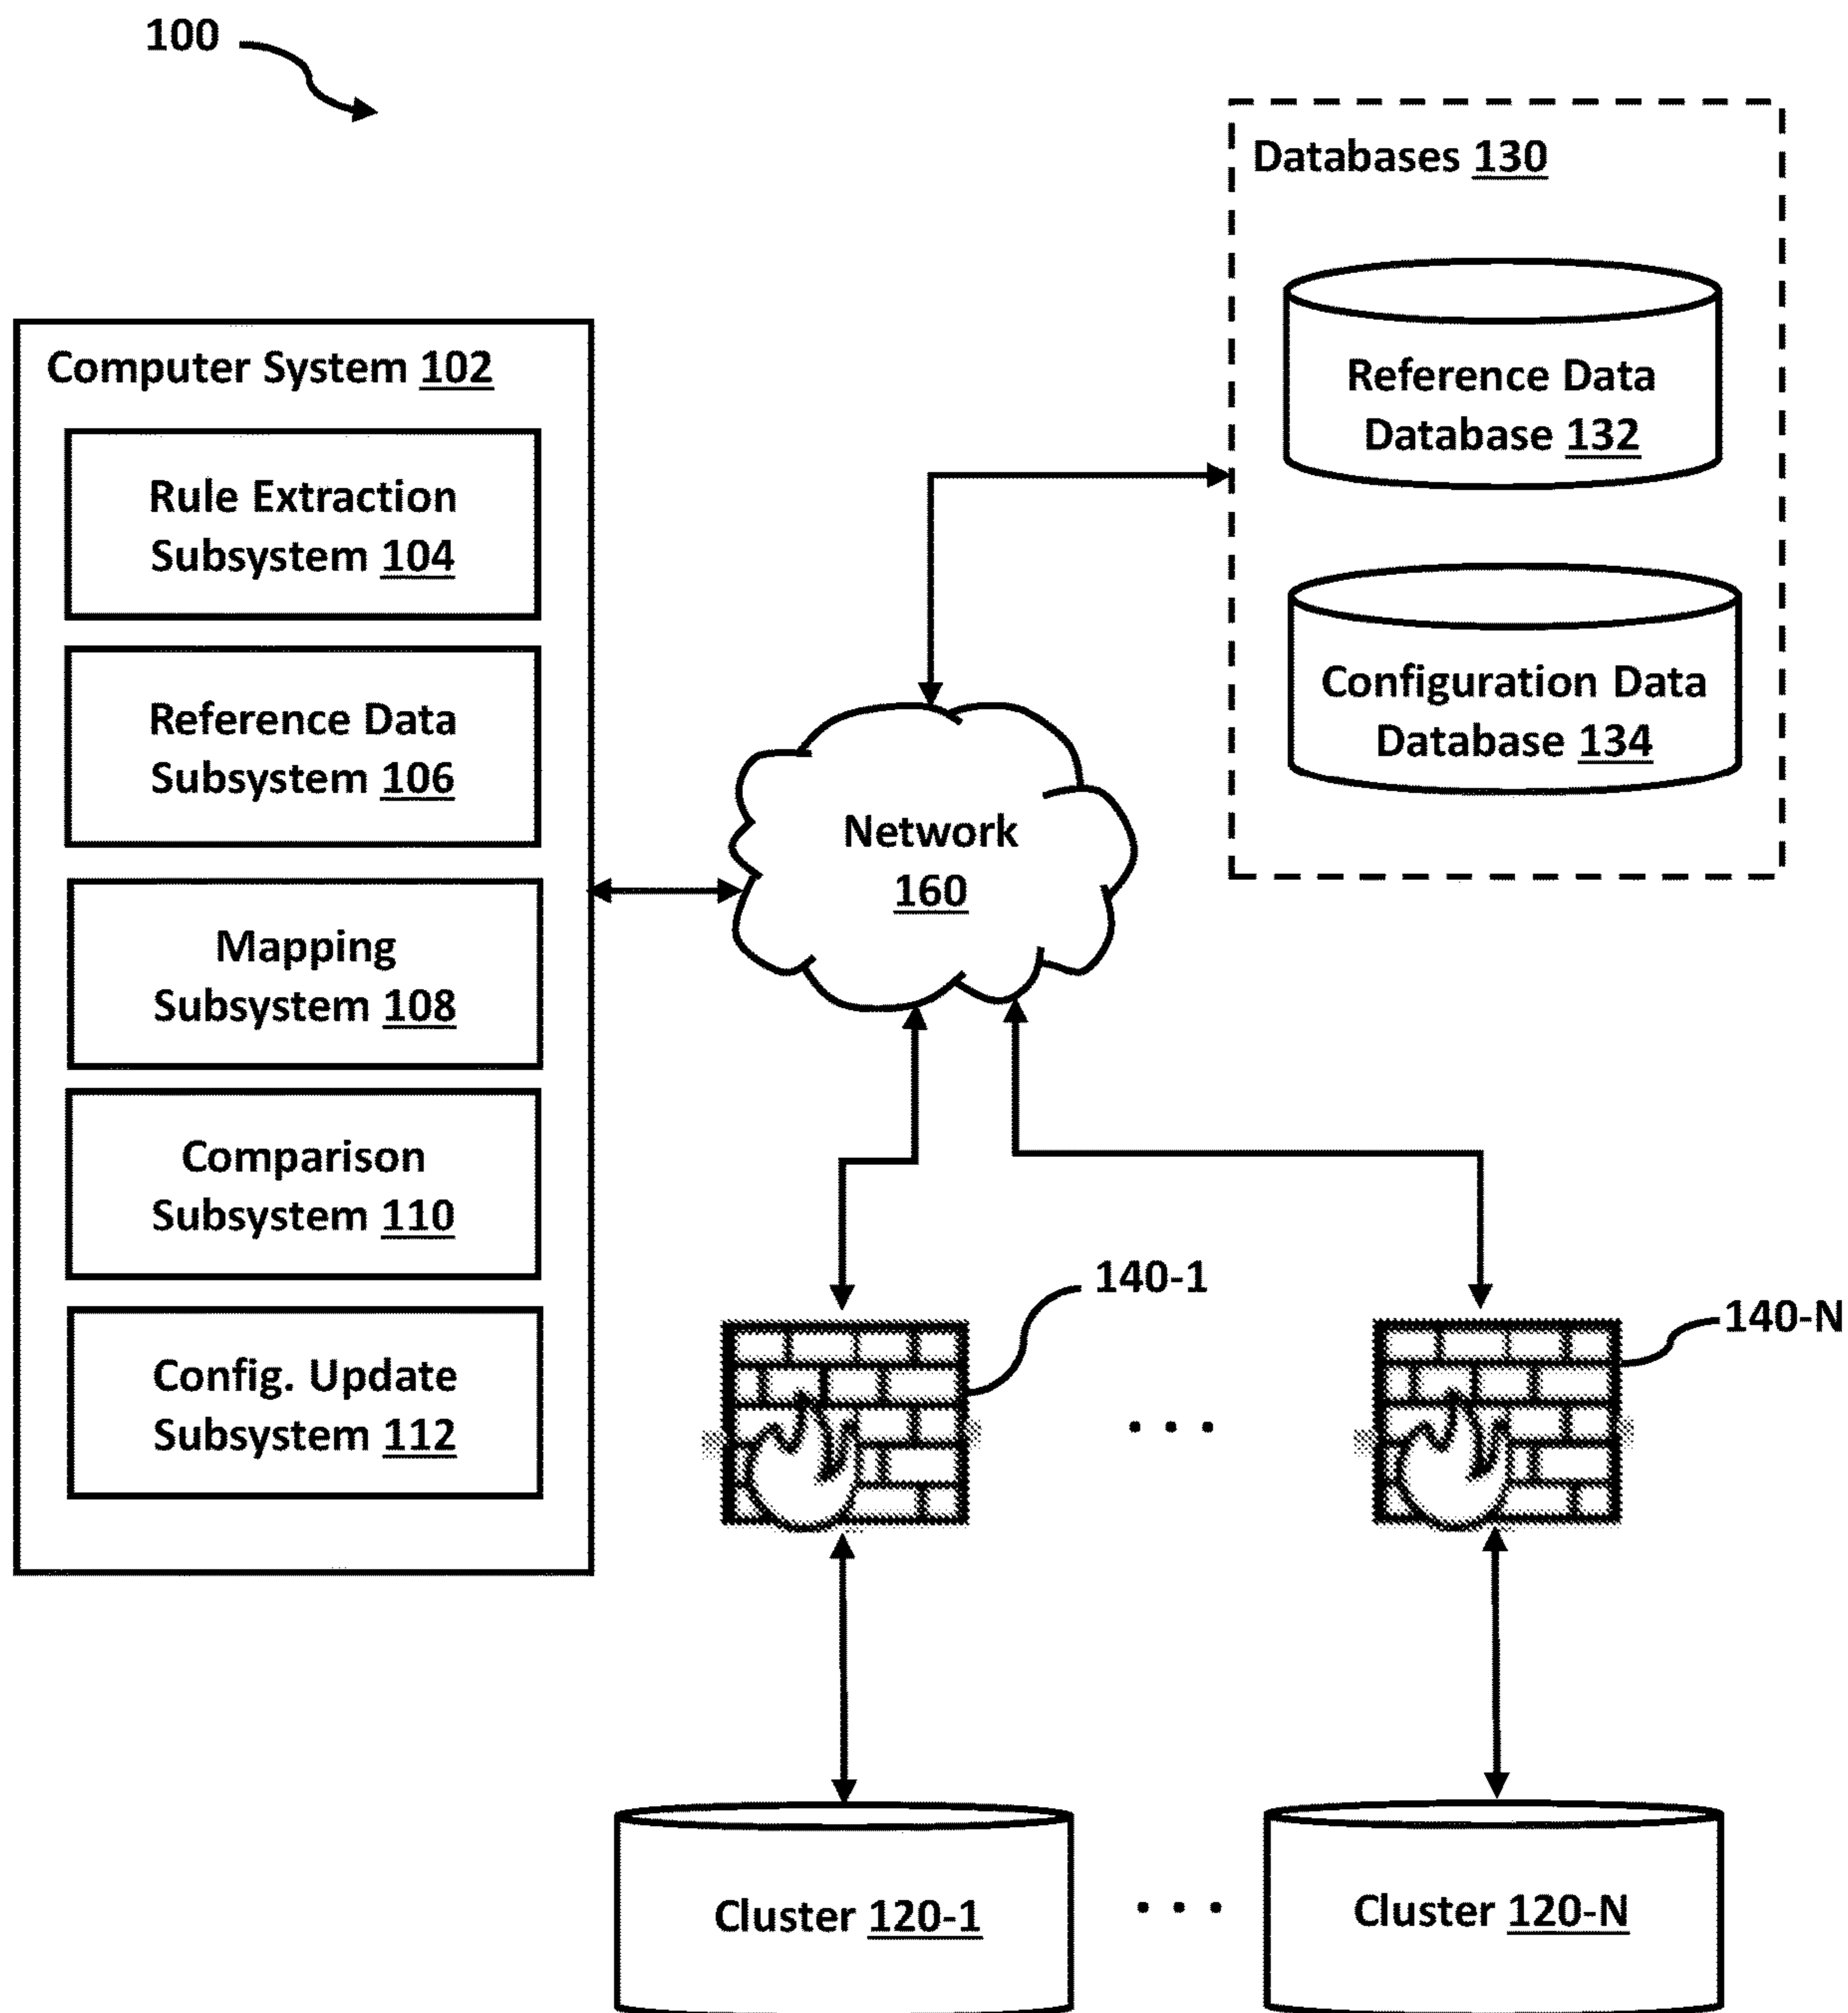 100
Databases 130
Reference Data
Database 132
Configuration Data
Database 134
Computer System 102
Rule Extraction
Subsystem 104
Reference Data
Subsystem 106
Mapping
Subsystem 108
Comparison
Subsystem 110
Config. Update
Subsystem 112
Network
160
140-1
140-N
. . .
Cluster 120-1
. . .
Cluster 120-N